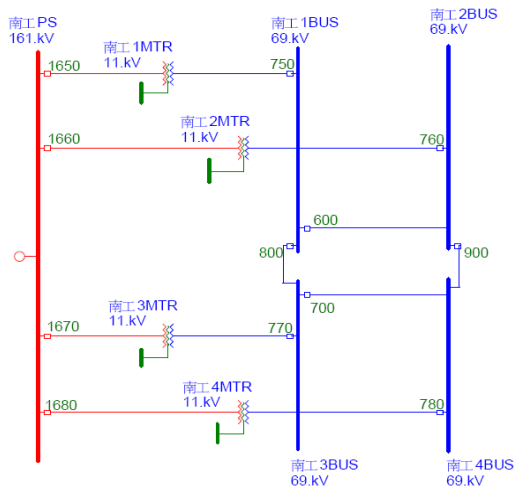 南工PS
161.kV
南工1BUS
69.kV
南工2BUS
69.kV
南工1MTR
11.kV
1650
750
南工2MTR
11.kV
1660
760
600
800
900
700
南工3MTR
11.kV
1670
770
南工4MTR
11.kV
1680
780
南工3BUS
69.kV
南工4BUS
69.kV